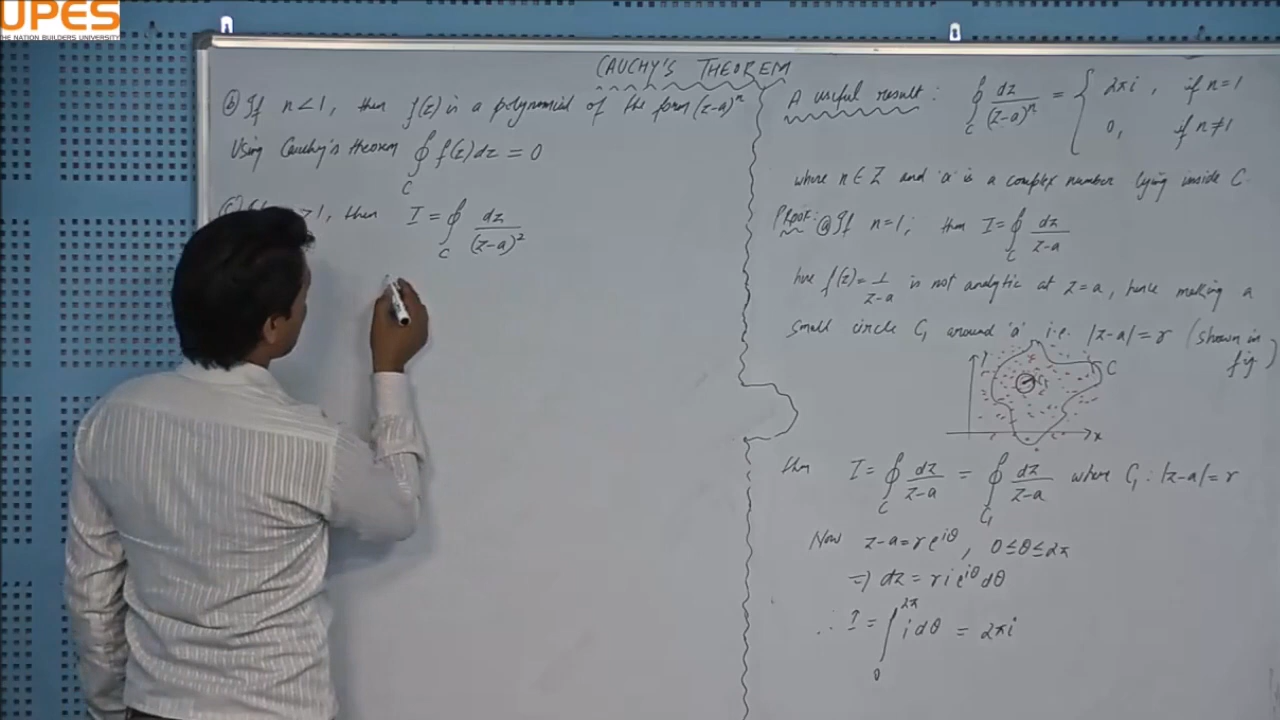 UPES
THE NATION BUILDERS UNIVERSITY
CAUCHY'S THEOREM
b) If n<1, then f(z) is a polynomial of the form (z-a)^n
Using Cauchy's theorem ∮_C f(z)dz = 0
>1, then I = ∮_C dz/(z-a)^2
A useful result: ∮_C dz/(z-a)^n = { 2πi, if n=1
0, if n≠1
where n∈Z and 'a' is a complex number lying inside C.
Proof: (a) If n=1; then I = ∮_C dz/(z-a)
here f(z) = 1/(z-a) is not analytic at z=a, hence making a
small circle C₁ around 'a' i.e. |z-a|=r (shown in
fig)
C
x
then I = ∮_C dz/(z-a) = ∮_C₁ dz/(z-a) where C₁: |z-a|=r
Now z-a=re^{iθ}, 0≤θ≤2π
=) dz = rie^{iθ}dθ
∴ I = ∫_0^{2π} i dθ = 2πi